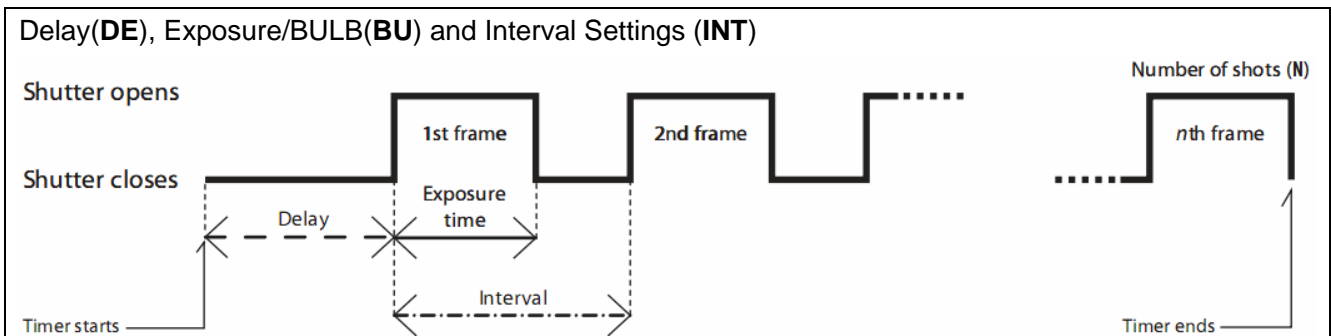 Delay(DE), Exposure/BULB(BU) and Interval Settings (INT)
Number of shots (N)
Shutter opens
1st frame
2nd frame
nth frame
Shutter closes
Exposure
time
Delay
Interval
Timer starts
Timer ends